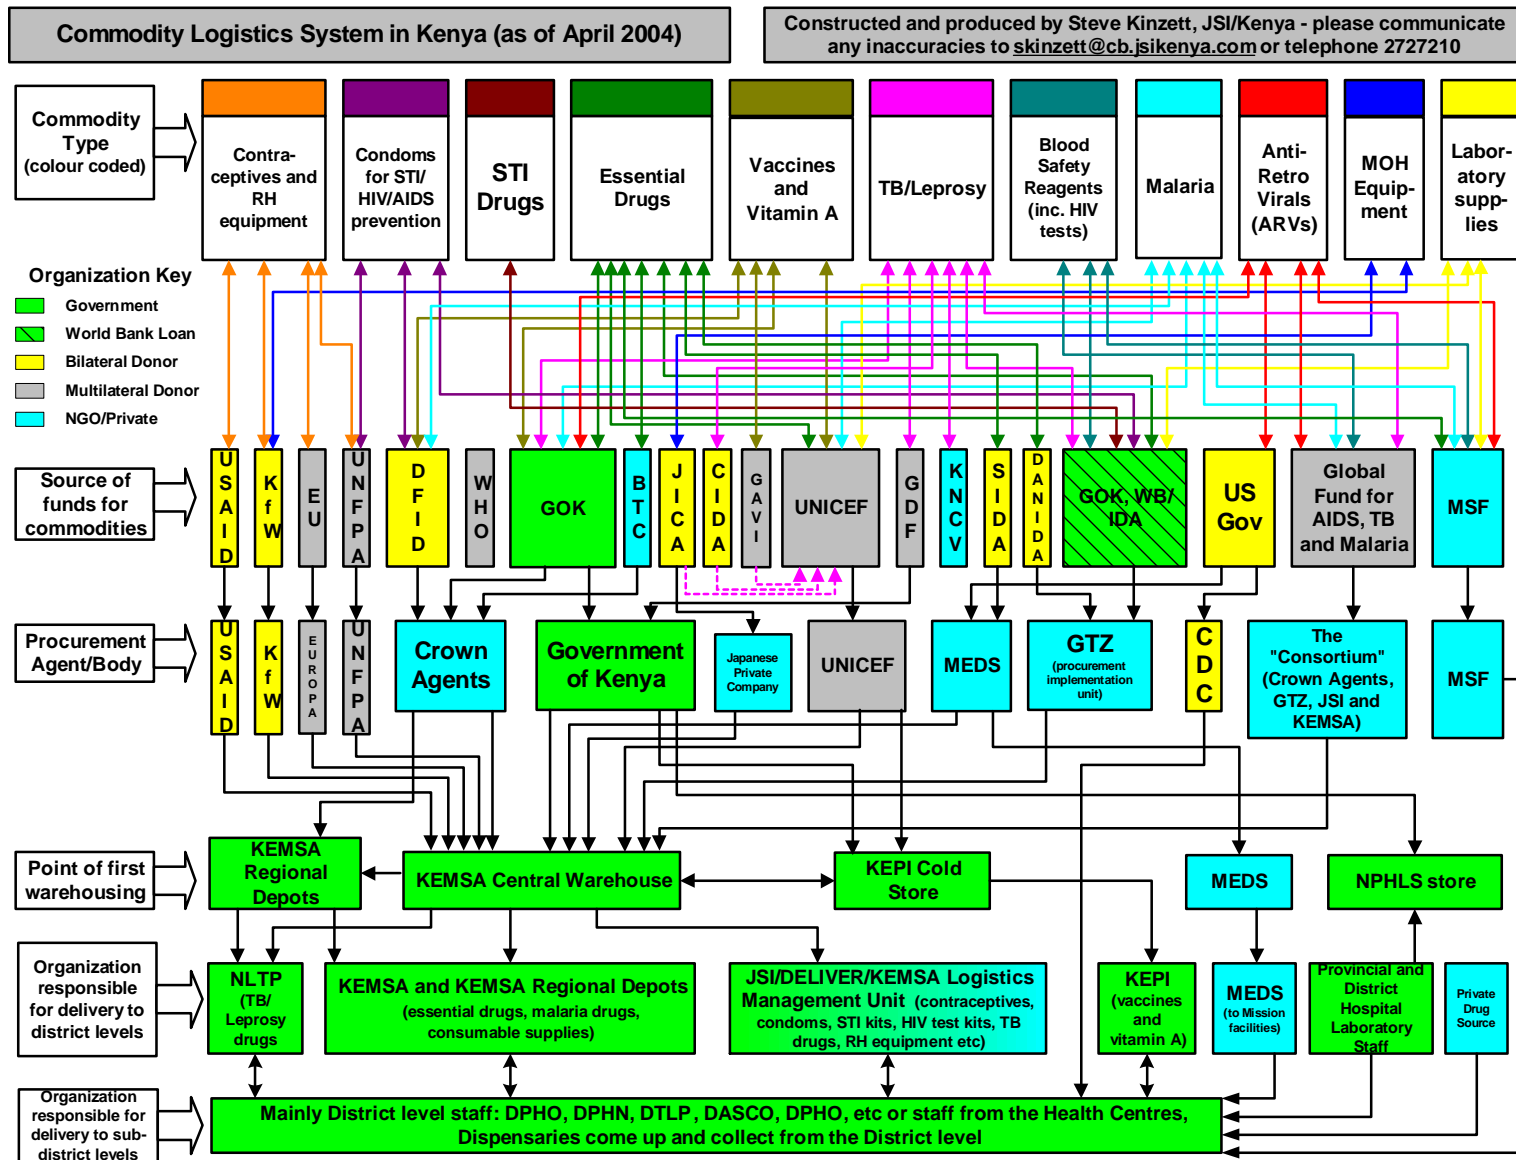 Commodity Logistics System in Kenya (as of April 2004)
Constructed and produced by Steve Kinzett, JSI/Kenya - please communicate
any inaccuracies to skinzett@cb.jsikenya.com or telephone 2727210
Commodity
Type
(colour coded)
Contra-
ceptives and
RH
equipment
Condoms
for STI/
HIV/AIDS
prevention
STI
Drugs
Essential
Drugs
Vaccines
and
Vitamin A
TB/Leprosy
Blood
Safety
Reagents
(inc. HIV
tests)
Malaria
Anti-
Retro
Virals
(ARVs)
MOH
Equip-
ment
Labor-
atory
supp-
lies
Organization Key
Government
World Bank Loan
Bilateral Donor
Multilateral Donor
NGO/Private
Source of
funds for
commodities
USAID
KfW
EU
UNFPA
DFID
WHO
GOK
BTC
JICA
CIDA
GAVI
UNICEF
GDF
KNCV
SIDA
DANIDA
GOK, WB/
IDA
US
Gov
Global
Fund for
AIDS, TB
and Malaria
MSF
Procurement
Agent/Body
USAID
KfW
EUROPA
UNFPA
Crown
Agents
Government
of Kenya
Japanese
Private
Company
UNICEF
MEDS
GTZ
(procurement
implementation
unit)
CDC
The
"Consortium"
(Crown Agents,
GTZ, JSI and
KEMSA)
MSF
Point of first
warehousing
KEMSA
Regional
Depots
KEMSA Central Warehouse
KEPI Cold
Store
MEDS
NPHLS store
Organization
responsible
for delivery to
district levels
NLTP
(TB/
Leprosy
drugs
KEMSA and KEMSA Regional Depots
(essential drugs, malaria drugs,
consumable supplies)
JSI/DELIVER/KEMSA Logistics
Management Unit (contraceptives,
condoms, STI kits, HIV test kits, TB
drugs, RH equipment etc)
KEPI
(vaccines
and
vitamin A)
MEDS
(to Mission
facilities)
Provincial and
District
Hospital
Laboratory
Staff
Private
Drug
Source
Organization
responsible for
delivery to sub-
district levels
Mainly District level staff: DPHO, DPHN, DTLP, DASCO, DPHO, etc or staff from the Health Centres,
Dispensaries come up and collect from the District level